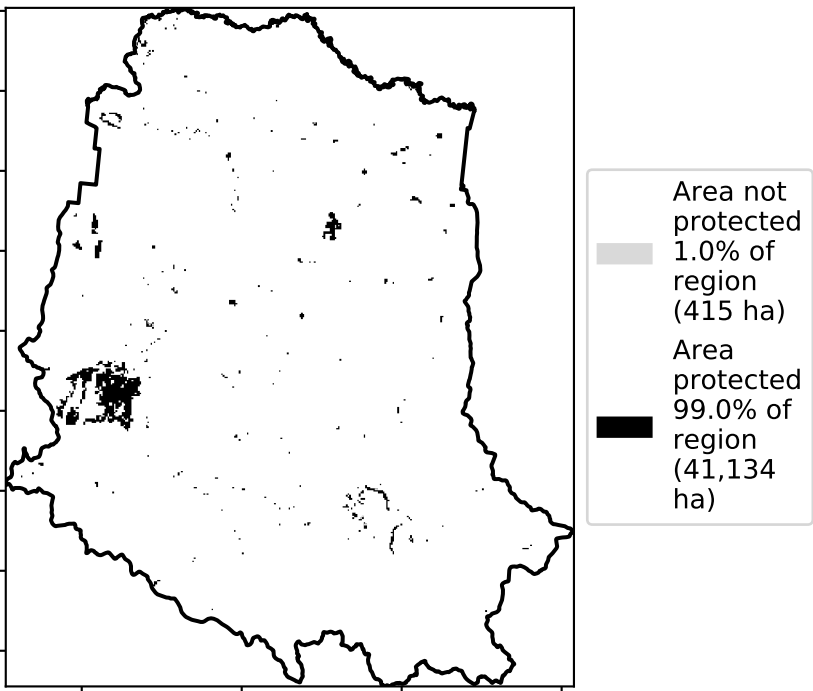 Area not
protected
1.0% of
region
(415 ha)
Area
protected
99.0% of
region
(41,134
ha)